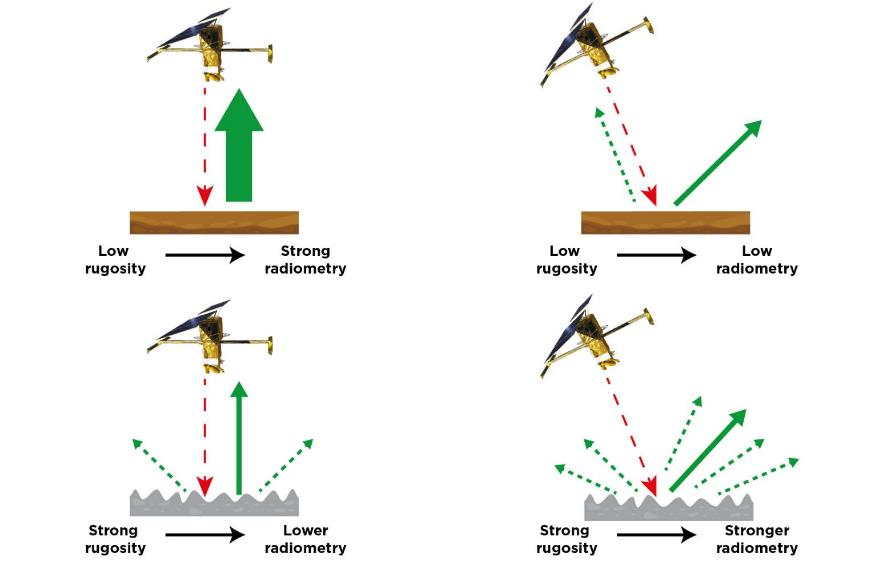 Low
rugosity
Strong
radiometry
Low
rugosity
Low
radiometry
Strong
rugosity
Lower
radiometry
Strong
rugosity
Stronger
radiometry